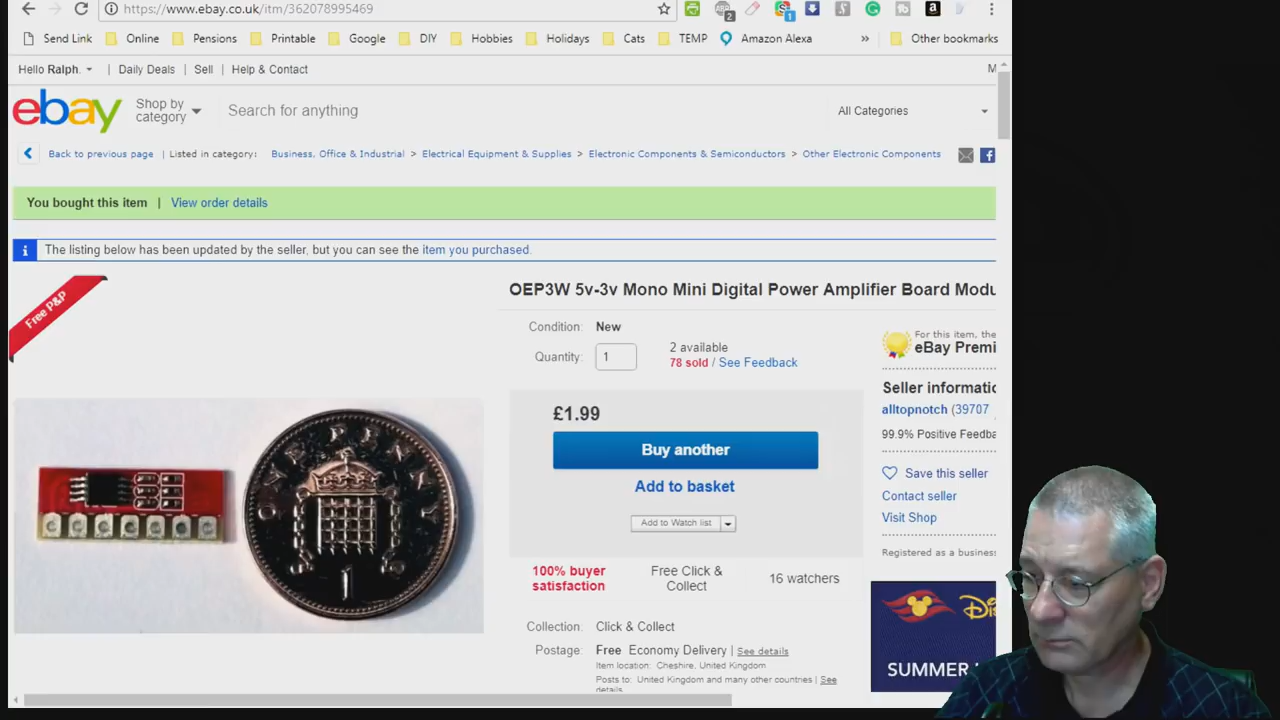 https://www.ebay.co.uk/itm/362078995469
2
1
Send Link Online Pensions Printable Google DIY Hobbies Holidays Cats TEMP Amazon Alexa » Other bookmarks
Hello Ralph. | Daily Deals | Sell | Help & Contact M
ebay
Shop by
category
Search for anything
All Categories
Back to previous page | Listed in category: Business, Office & Industrial > Electrical Equipment & Supplies > Electronic Components & Semiconductors > Other Electronic Components
You bought this item | View order details
The listing below has been updated by the seller, but you can see the item you purchased.
Free P&P
OEP3W 5v-3v Mono Mini Digital Power Amplifier Board Modu
Condition: New
Quantity: 1
2 available
78 sold / See Feedback
£1.99
Buy another
Add to basket
Add to Watch list
100% buyer
satisfaction
Free Click &
Collect
16 watchers
Collection: Click & Collect
Postage: Free Economy Delivery | See details
Item location: Cheshire, United Kingdom
Posts to: United Kingdom and many other countries | See
details
For this item, the
eBay Premi
Seller informatio
alltopnotch (39707
99.9% Positive Feedba
Save this seller
Contact seller
Visit Shop
Registered as a business
Dis
SUMMER
ONE PENNY
1